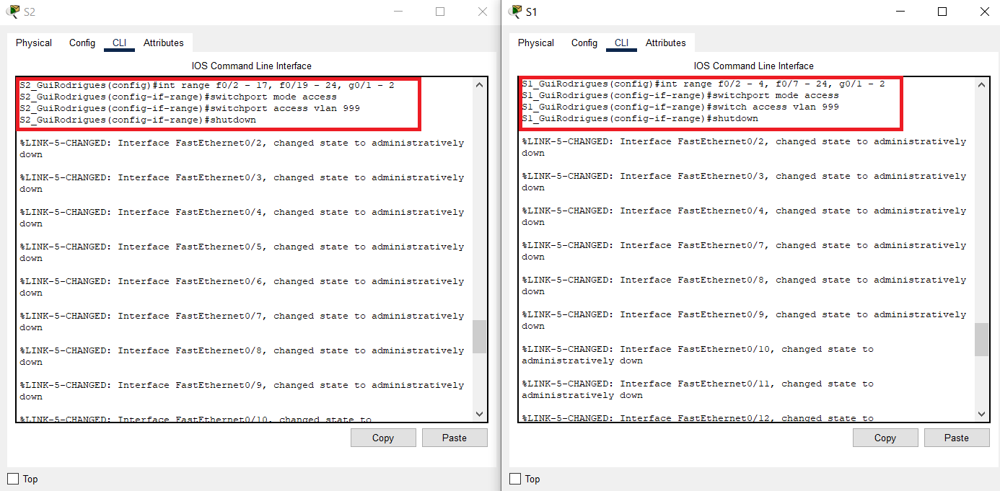 S2
Physical Config CLI Attributes
IOS Command Line Interface
S2_GuiRodrigues(config)#int range f0/2 - 17, f0/19 - 24, g0/1 - 2
S2_GuiRodrigues(config-if-range)#switchport mode access
S2_GuiRodrigues(config-if-range)#switchport access vlan 999
S2_GuiRodrigues(config-if-range)#shutdown
%LINK-5-CHANGED: Interface FastEthernet0/2, changed state to administratively
down
%LINK-5-CHANGED: Interface FastEthernet0/3, changed state to administratively
down
%LINK-5-CHANGED: Interface FastEthernet0/4, changed state to administratively
down
%LINK-5-CHANGED: Interface FastEthernet0/5, changed state to administratively
down
%LINK-5-CHANGED: Interface FastEthernet0/6, changed state to administratively
down
%LINK-5-CHANGED: Interface FastEthernet0/7, changed state to administratively
down
%LINK-5-CHANGED: Interface FastEthernet0/8, changed state to administratively
down
%LINK-5-CHANGED: Interface FastEthernet0/9, changed state to administratively
down
%LINK-5-CHANGED: Interface FastEthernet0/10, changed state to
Copy Paste
Top
S1
Physical Config CLI Attributes
IOS Command Line Interface
S1_GuiRodrigues(config)#int range f0/2 - 4, f0/7 - 24, g0/1 - 2
S1_GuiRodrigues(config-if-range)#switchport mode access
S1_GuiRodrigues(config-if-range)#switch access vlan 999
S1_GuiRodrigues(config-if-range)#shutdown
%LINK-5-CHANGED: Interface FastEthernet0/2, changed state to administratively
down
%LINK-5-CHANGED: Interface FastEthernet0/3, changed state to administratively
down
%LINK-5-CHANGED: Interface FastEthernet0/4, changed state to administratively
down
%LINK-5-CHANGED: Interface FastEthernet0/7, changed state to administratively
down
%LINK-5-CHANGED: Interface FastEthernet0/8, changed state to administratively
down
%LINK-5-CHANGED: Interface FastEthernet0/9, changed state to administratively
down
%LINK-5-CHANGED: Interface FastEthernet0/10, changed state to
administratively down
%LINK-5-CHANGED: Interface FastEthernet0/11, changed state to
administratively down
%LINK-5-CHANGED: Interface FastEthernet0/12, changed state to
Copy Paste
Top